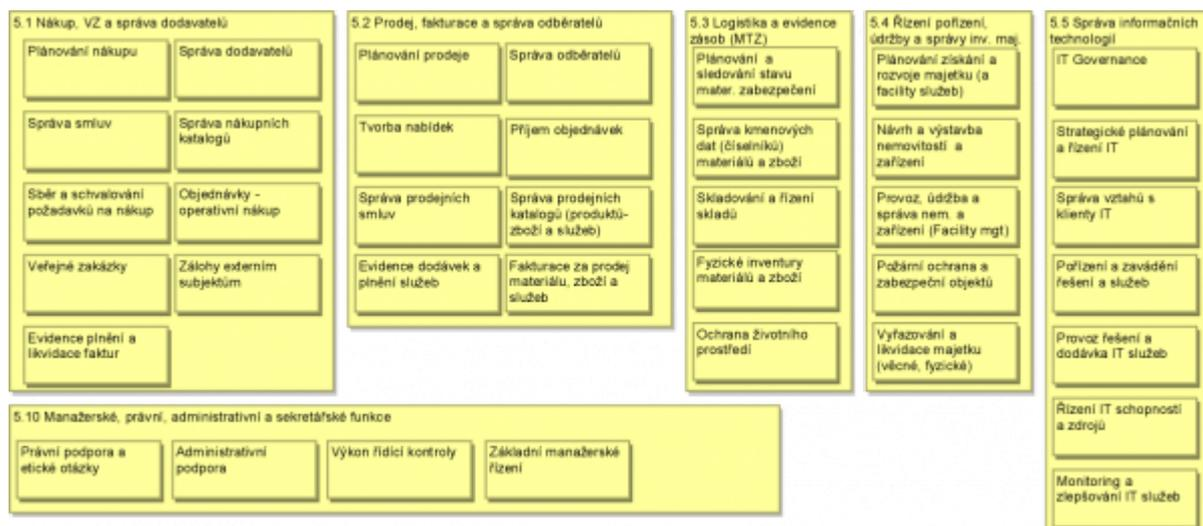 5.1 Nákup, VZ a správa dodavatelů
Plánování nákupu
Správa dodavatelů
Správa smluv
Správa nákupních
katalogů
Sběr a schvalování
požadavků na nákup
Objednávky -
operativní nákup
Veřejné zakázky
Zálohy externím
subjektům
Evidence plnění a
likvidace faktur
5.2 Prodej, fakturace a správa odběratelů
Plánování prodeje
Správa odběratelů
Tvorba nabídek
Příjem objednávek
Správa prodejních
smluv
Správa prodejních
katalogů (produktů-
zboží a služeb)
Evidence dodávek a
plnění služeb
Fakturace za prodej
materiálu, zboží a
služeb
5.3 Logistika a evidence
zásob (MTZ)
Plánování a
sledování stavu
mater. zabezpečení
Správa kmenových
dat (číselníků)
materiálů a zboží
Skladování a řízení
skladů
Fyzické inventury
materiálů a zboží
Ochrana životního
prostředí
5.4 Řízení pořízení,
údržby a správy inv. maj.
Plánování získání a
rozvoje majetku (a
facility služeb)
Návrh a výstavba
nemovitostí a
zařízení
Provoz, údržba a
správa nem. a
zařízení (Facility mgt)
Požární ochrana a
zabezpeční objektů
Vyřazování a
likvidace majetku
(věcné, fyzické)
5.5 Správa informačních
technologií
IT Governance
Strategické plánování
a řízení IT
Správa vztahů s
klienty IT
Pořízení a zavádění
řešení a služeb
Provoz řešení a
dodávka IT služeb
Řízení IT schopností
a zdrojů
Monitoring a
zlepšování IT služeb
5.10 Manažerské, právní, administrativní a sekretářské funkce
Právní podpora a
etické otázky
Administrativní
podpora
Výkon řídící kontroly
Základní manažerské
řízení